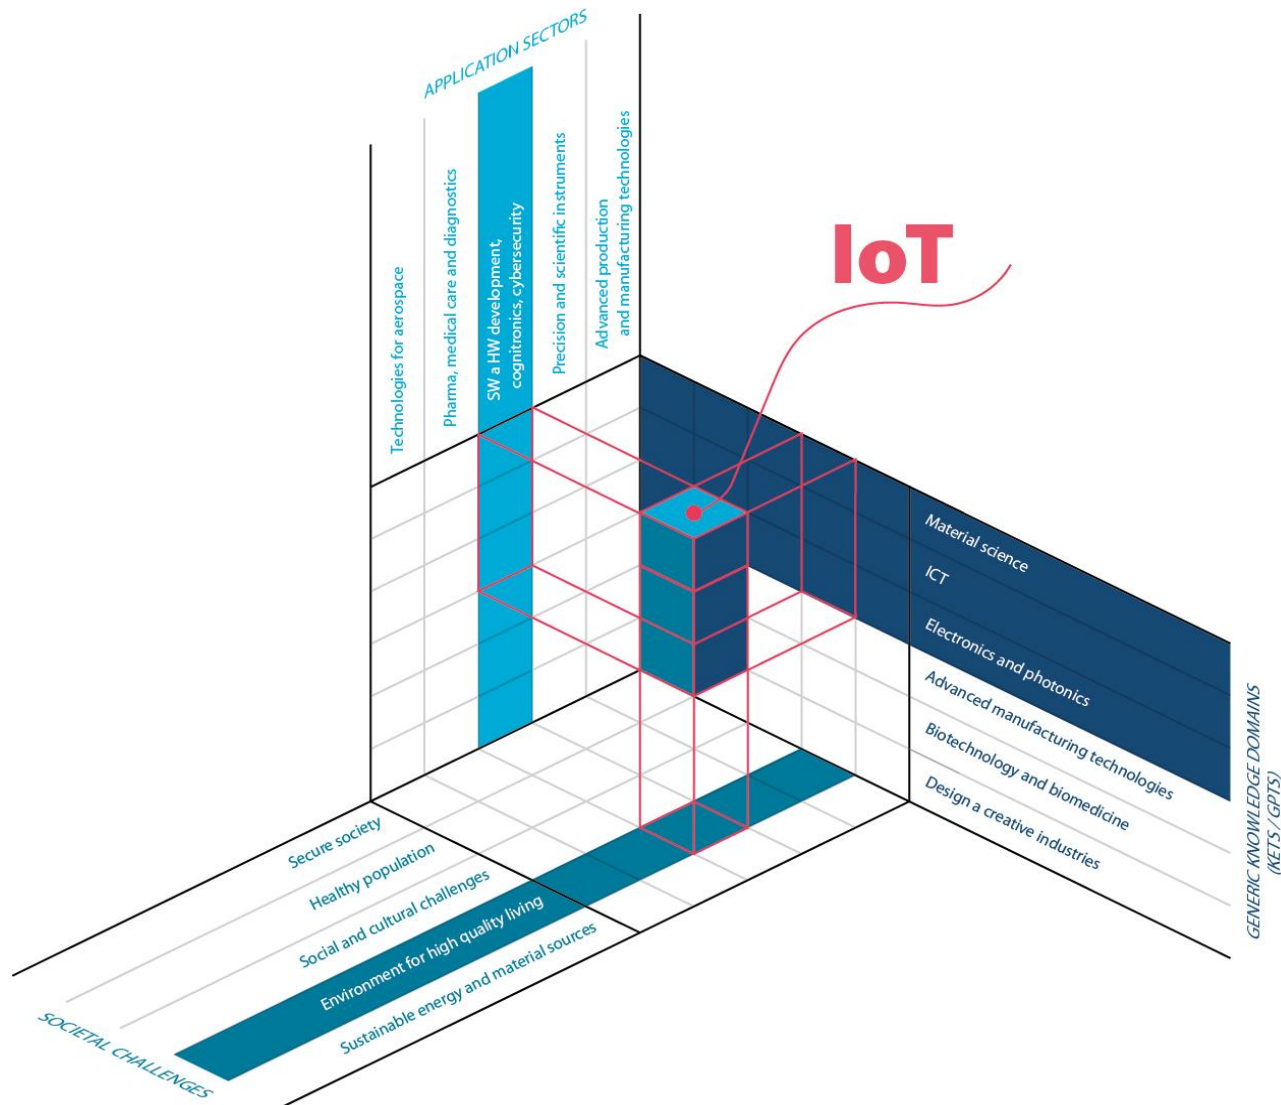 APPLICATION SECTORS
Technologies for aerospace
Pharma, medical care and diagnostics
SW a HW development,
cognitronics, cybersecurity
Precision and scientific instruments
Advanced production
and manufacturing technologies
IoT
Material science
ICT
Electronics and photonics
Advanced manufacturing technologies
Biotechnology and biomedicine
Design a creative industries
GENERIC KNOWLEDGE DOMAINS
(KETS / GPTS)
Secure society
Healthy population
Social and cultural challenges
Environment for high quality living
Sustainable energy and material sources
SOCIETAL CHALLENGES